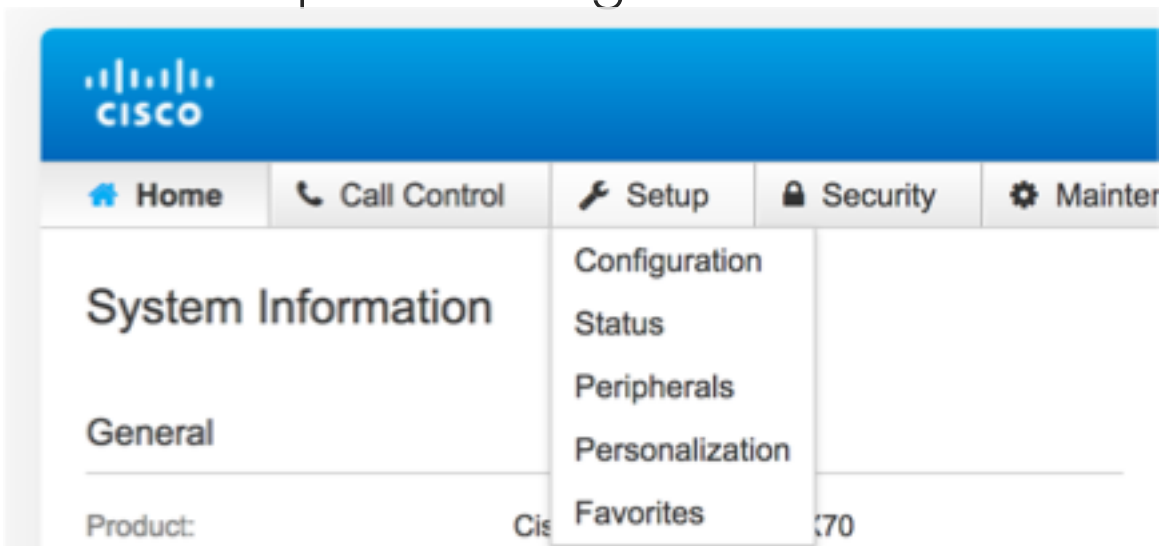 CISCO
Home Call Control Setup Security
Configuration
System Information
Status
Peripherals
General
Personalization
Product:
Favorites